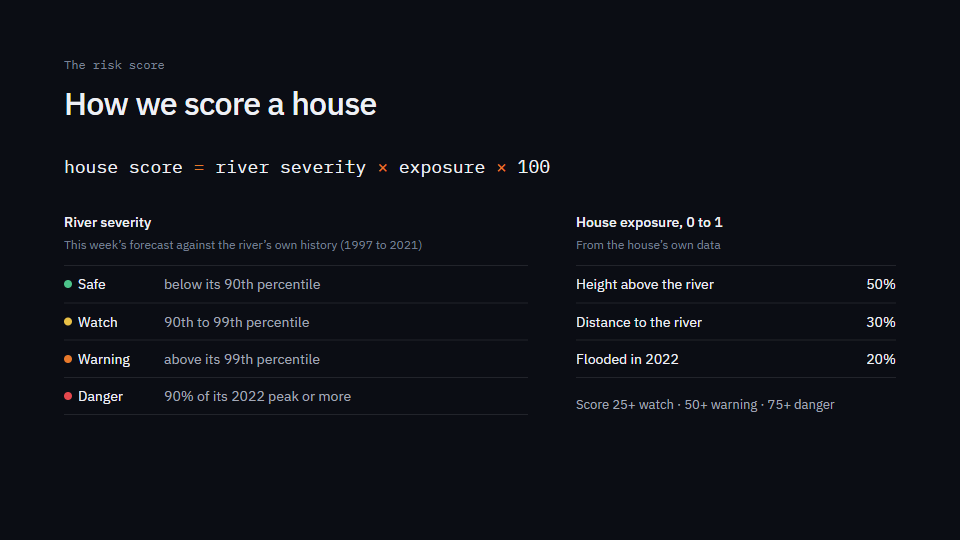 The risk score
How we score a house
house score = river severity × exposure × 100
River severity
This week’s forecast against the river’s own history (1997 to 2021)
Safe below its 90th percentile
Watch 90th to 99th percentile
Warning above its 99th percentile
Danger 90% of its 2022 peak or more
House exposure, 0 to 1
From the house’s own data
Height above the river 50%
Distance to the river 30%
Flooded in 2022 20%
Score 25+ watch · 50+ warning · 75+ danger